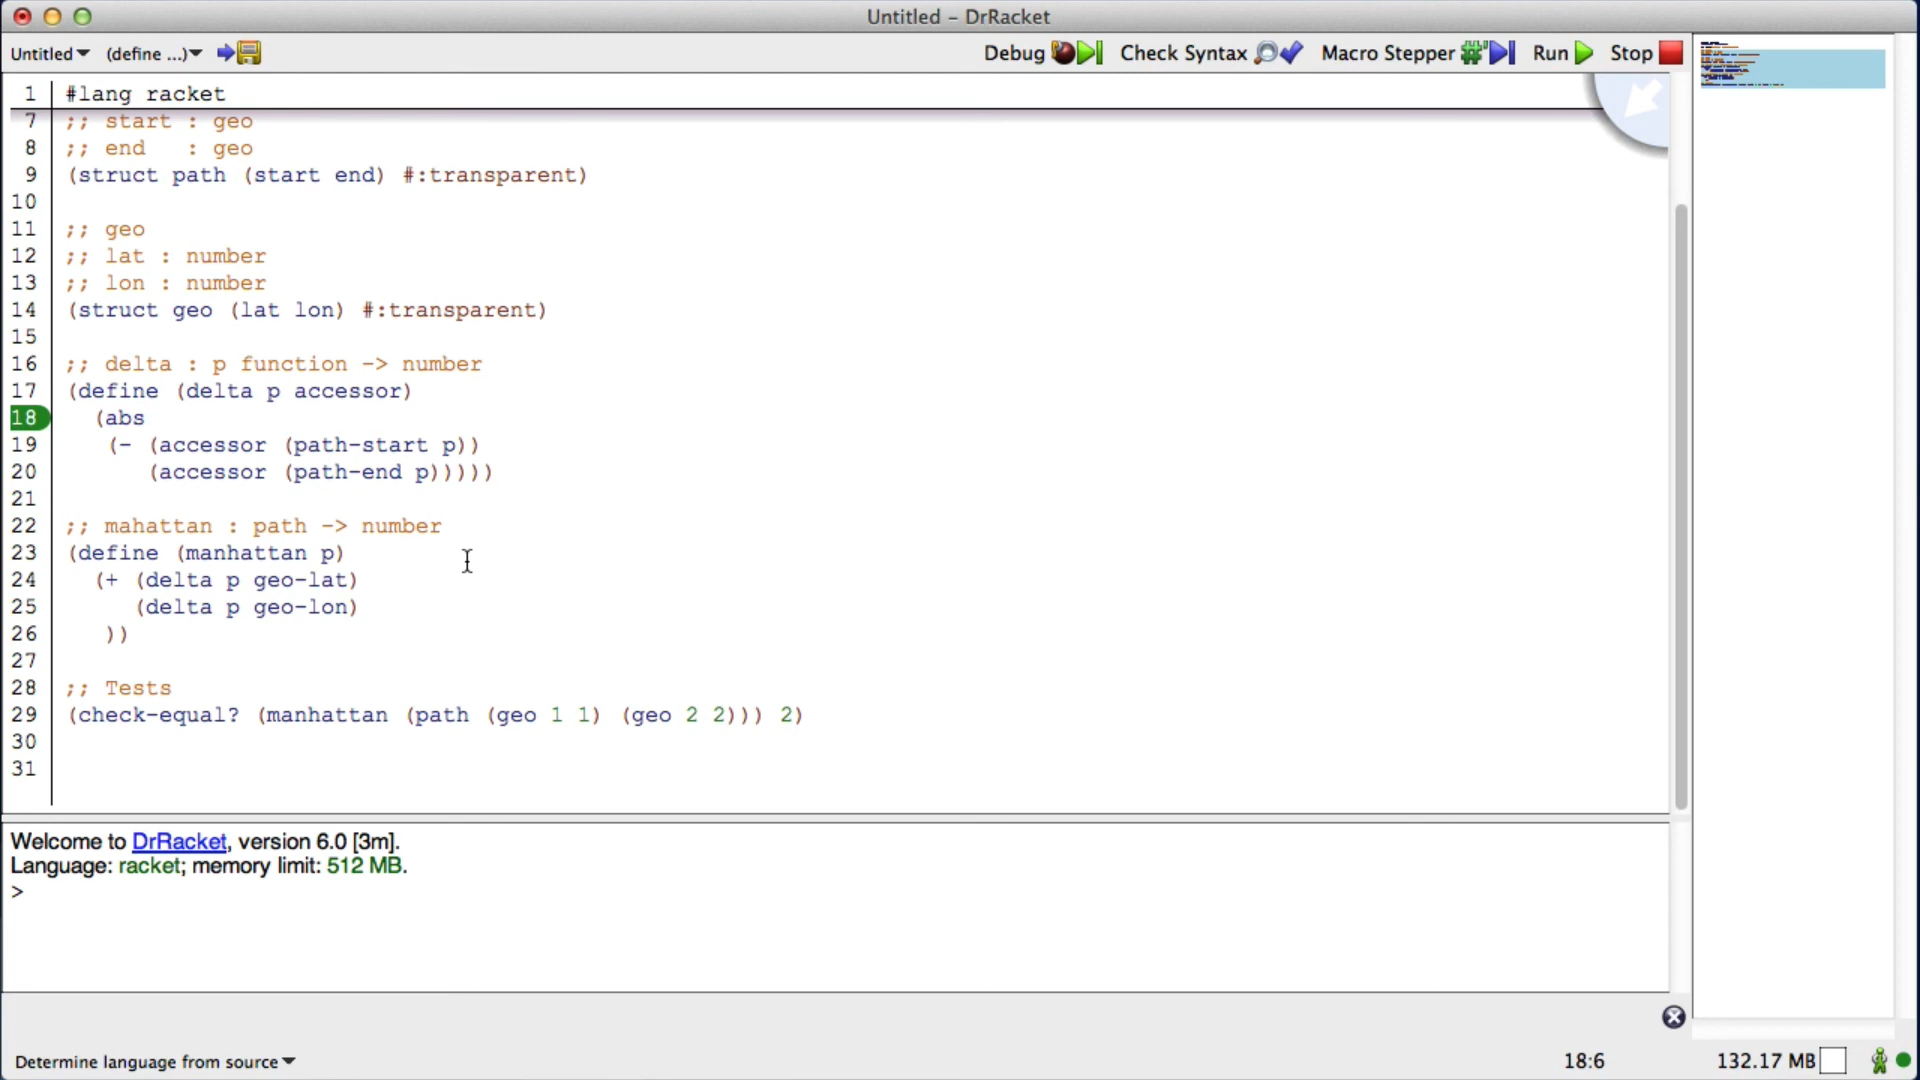 Untitled – DrRacket
Untitled (define ...) Debug Check Syntax Macro Stepper Run Stop
1 #lang racket
7 ;; start : geo
8 ;; end   : geo
9 (struct path (start end) #:transparent)
10
11 ;; geo
12 ;; lat : number
13 ;; lon : number
14 (struct geo (lat lon) #:transparent)
15
16 ;; delta : p function -> number
17 (define (delta p accessor)
18   (abs
19    (- (accessor (path-start p))
20       (accessor (path-end p)))))
21
22 ;; mahattan : path -> number
23 (define (manhattan p)
24   (+ (delta p geo-lat)
25      (delta p geo-lon)
26    ))
27
28 ;; Tests
29 (check-equal? (manhattan (path (geo 1 1) (geo 2 2))) 2)
30
31
Welcome to DrRacket, version 6.0 [3m].
Language: racket; memory limit: 512 MB.
>
Determine language from source 18:6 132.17 MB